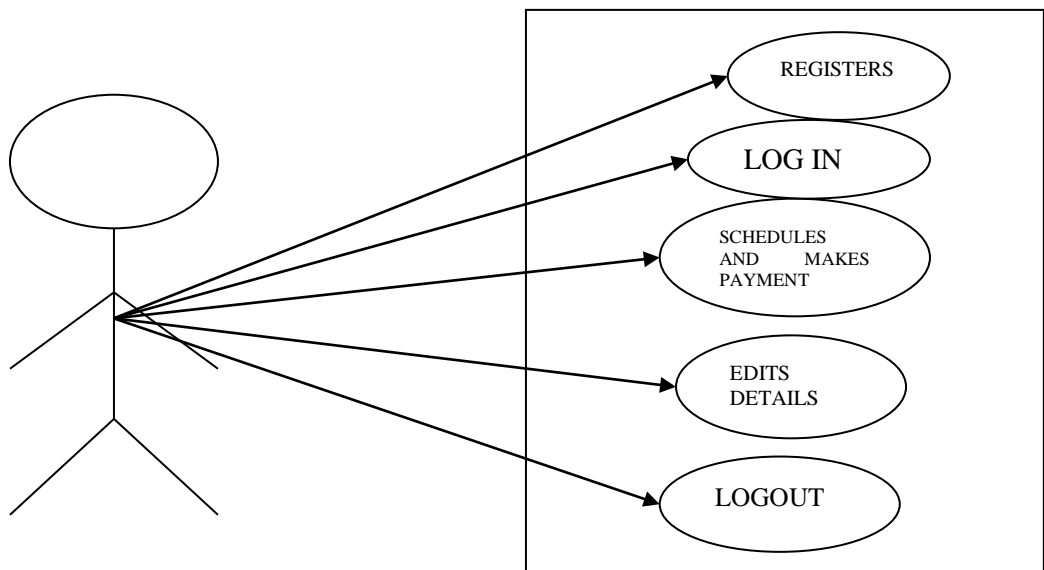 REGISTERS
LOG IN
SCHEDULES
AND MAKES
PAYMENT
EDITS
DETAILS
LOGOUT